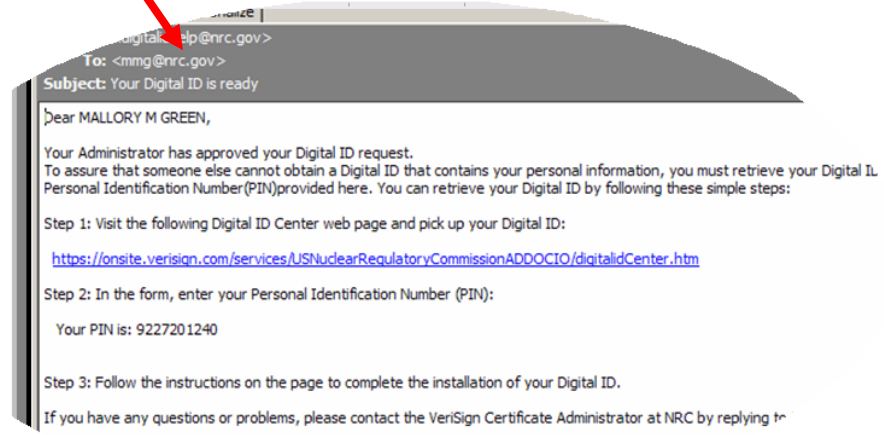 digitalidhelp@nrc.gov>
To: <mmg@nrc.gov>
Subject: Your Digital ID is ready
Dear MALLORY M GREEN,
Your Administrator has approved your Digital ID request.
To assure that someone else cannot obtain a Digital ID that contains your personal information, you must retrieve your Digital
Personal Identification Number(PIN)provided here. You can retrieve your Digital ID by following these simple steps:
Step 1: Visit the following Digital ID Center web page and pick up your Digital ID:
https://onsite.verisign.com/services/USNuclearRegulatoryCommissionADDOCIO/digitalidCenter.htm
Step 2: In the form, enter your Personal Identification Number (PIN):
Your PIN is: 9227201240
Step 3: Follow the instructions on the page to complete the installation of your Digital ID.
If you have any questions or problems, please contact the VeriSign Certificate Administrator at NRC by replying